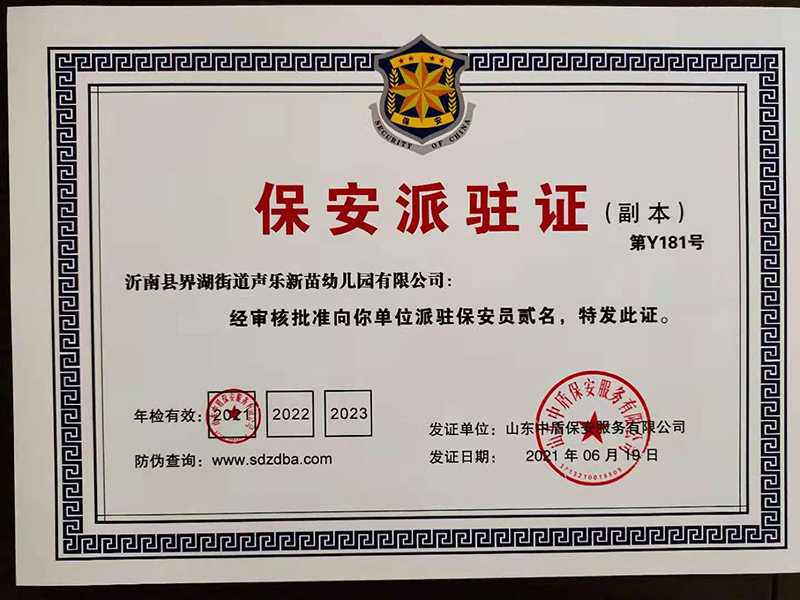 保 安
SECURITY OF CHINA
保安派驻证（副本）
第Y181号
沂南县界湖街道声乐新苗幼儿园有限公司：
经审核批准向你单位派驻保安员贰名，特发此证。
年检有效： 2021 2022 2023
防伪查询：www.sdzdba.com
发证单位：山东中盾保安服务有限公司
发证日期： 2021 年 06 月 19 日
山东中盾保安服务有限公司
3713210018809